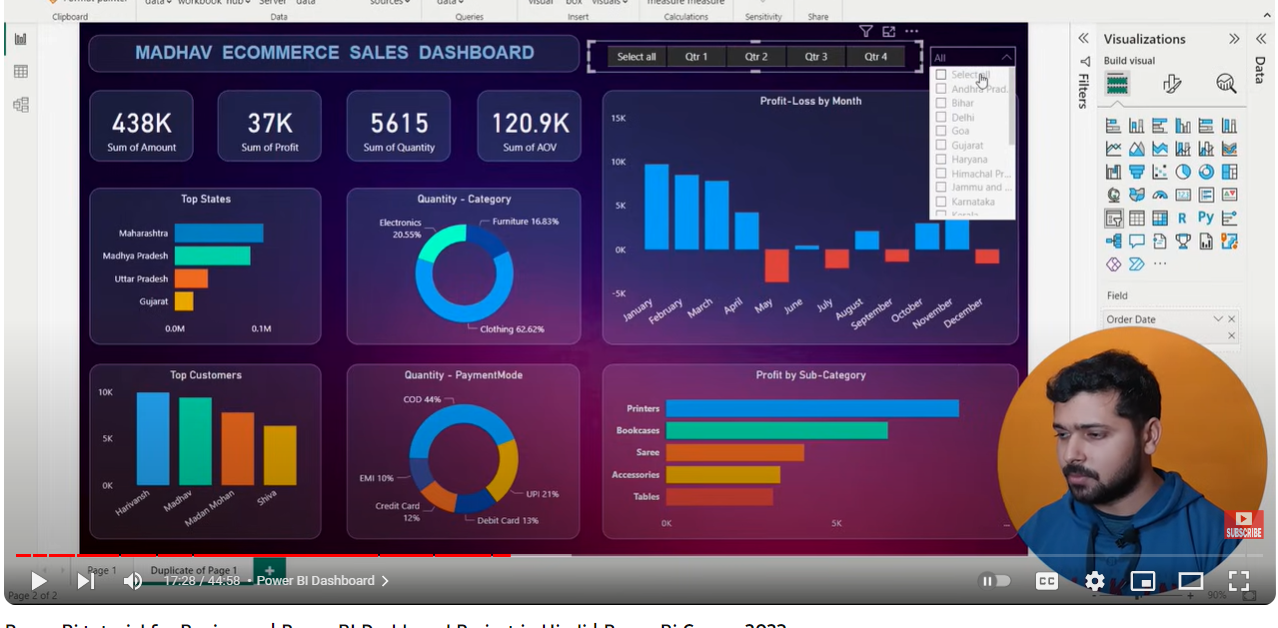 Format painter data workbook hub Server data sources data visual box visuals measure measure
Clipboard Data Queries Insert Calculations Sensitivity Share
MADHAV ECOMMERCE SALES DASHBOARD
Select all Qtr 1 Qtr 2 Qtr 3 Qtr 4
All
Select all
Andhra Prad...
Bihar
Delhi
Goa
Gujarat
Haryana
Himachal Pr...
Jammu and ...
Karnataka
Kerala
438K
Sum of Amount
37K
Sum of Profit
5615
Sum of Quantity
120.9K
Sum of AOV
Profit-Loss by Month
15K
10K
5K
0K
-5K
January February March April May June July August September October November December
Top States
Maharashtra
Madhya Pradesh
Uttar Pradesh
Gujarat
0.0M 0.1M
Quantity - Category
Electronics
20.55%
Furniture 16.83%
Clothing 62.62%
Top Customers
10K
5K
0K
Harivansh Madhav Madan Mohan Shiva
Quantity - PaymentMode
COD 44%
EMI 10%
Credit Card
12%
Debit Card 13%
UPI 21%
Profit by Sub-Category
Printers
Bookcases
Saree
Accessories
Tables
0K 5K
Filters
Visualizations
Build visual
R Py
Field
Order Date
Data
SUBSCRIBE
Page 1 Duplicate of Page 1 +
17:28 / 44:58 • Power BI Dashboard
CC
Page 2 of 2
90%